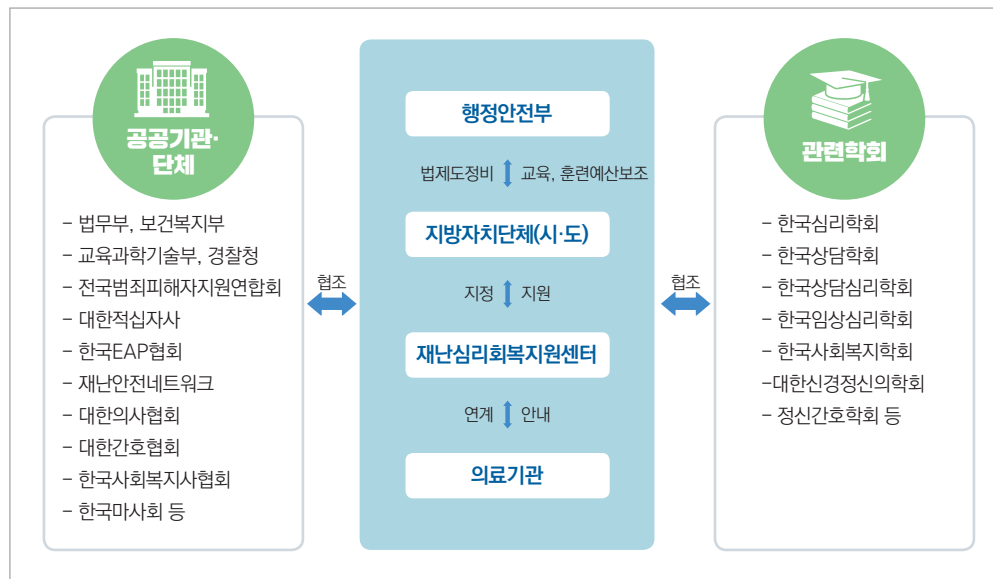 공공기관·
단체
- 법무부, 보건복지부
- 교육과학기술부, 경찰청
- 전국범죄피해자지원연합회
- 대한적십자사
- 한국EAP협회
- 재난안전네트워크
- 대한의사협회
- 대한간호협회
- 한국사회복지사협회
- 한국마사회 등
협조
행정안전부
법제도정비 교육, 훈련예산보조
지방자치단체(시·도)
지정 지원
재난심리회복지원센터
연계 안내
의료기관
협조
관련학회
- 한국심리학회
- 한국상담학회
- 한국상담심리학회
- 한국임상심리학회
- 한국사회복지학회
-대한신경정신의학회
- 정신간호학회 등